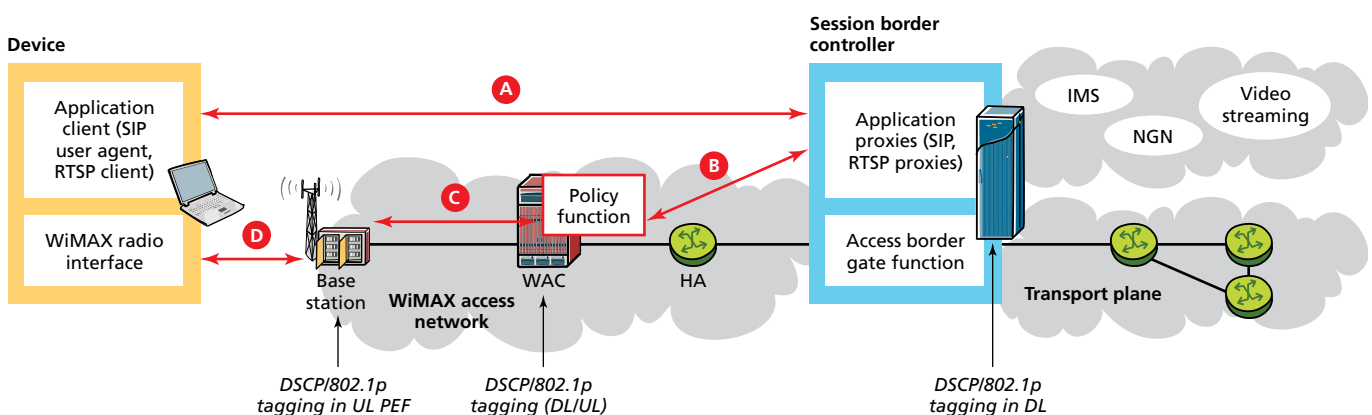 Device
Session border
controller
Application
client (SIP
user agent,
RTSP client)
WiMAX radio
interface
A
B
C
D
Base
station
WAC
Policy
function
HA
WiMAX access
network
Application
proxies (SIP,
RTSP proxies)
Access border
gate function
IMS
NGN
Video
streaming
Transport plane
DSCP/802.1p
tagging in UL PEF
DSCP/802.1p
tagging (DL/UL)
DSCP/802.1p
tagging in DL